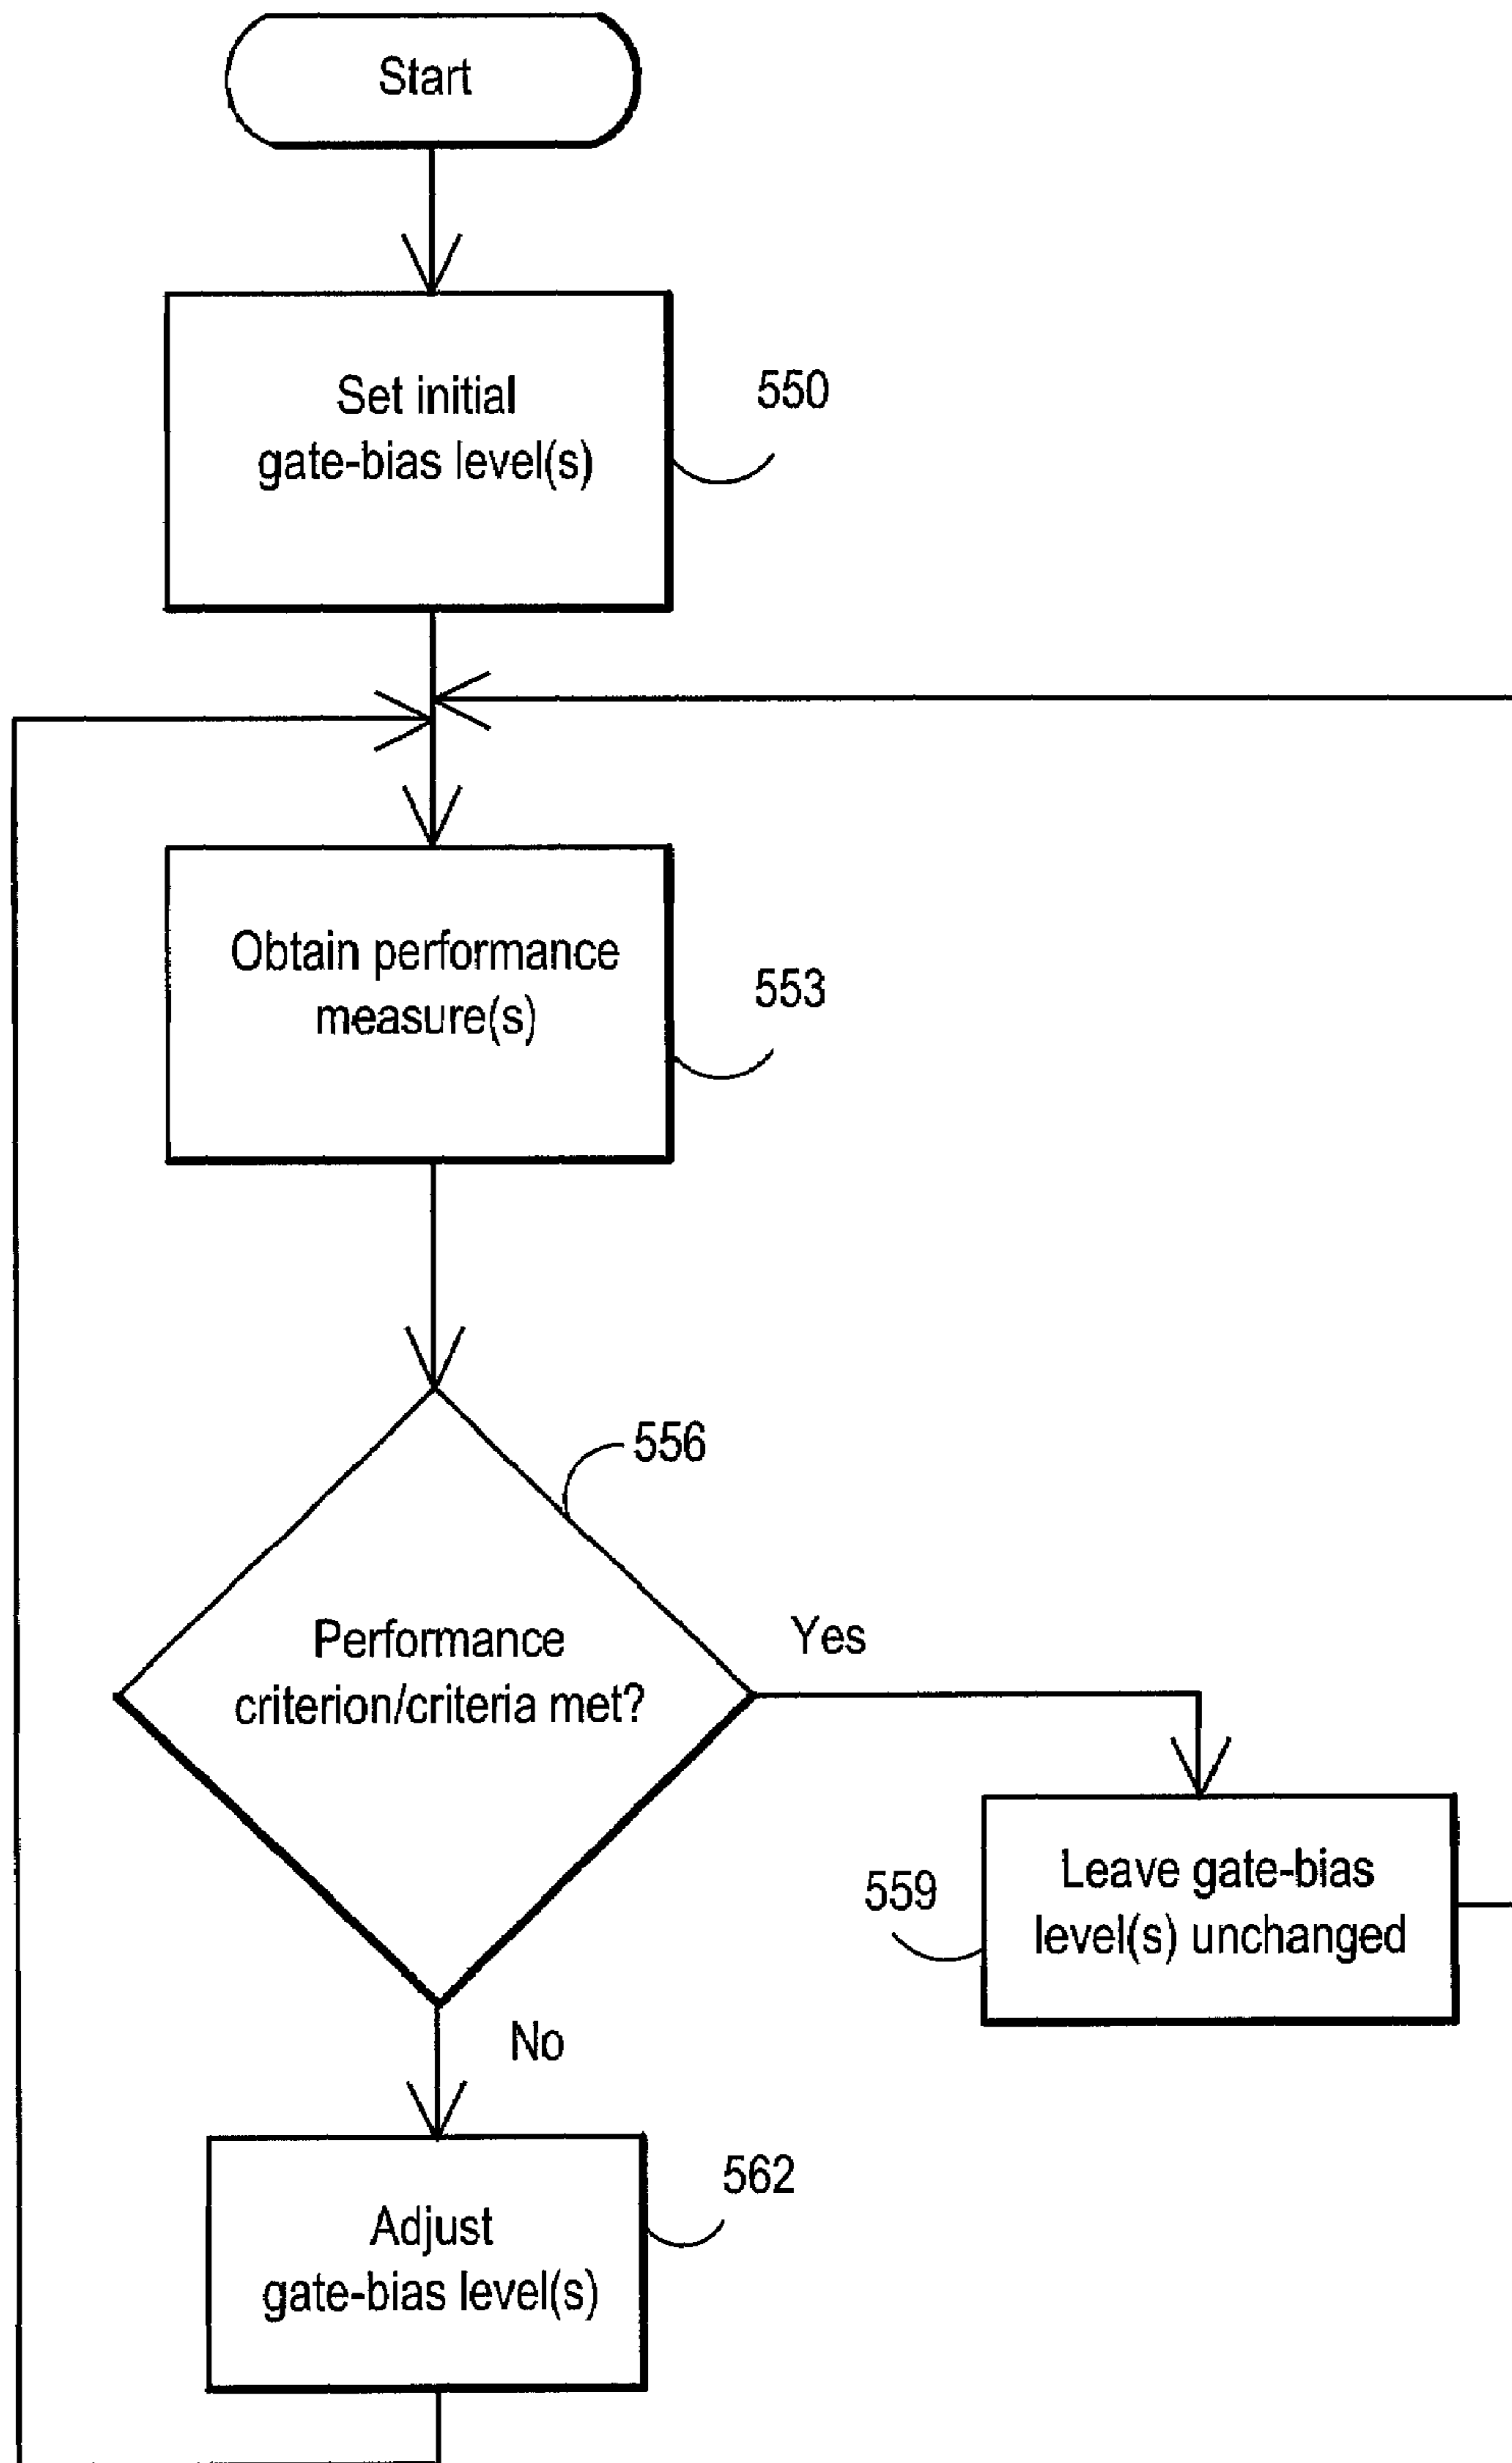 Start
Set initial
gate-bias level(s)
550
Obtain performance
measure(s)
553
556
Performance
criterion/criteria met?
Yes
Leave gate-bias
level(s) unchanged
559
No
Adjust
gate-bias level(s)
562